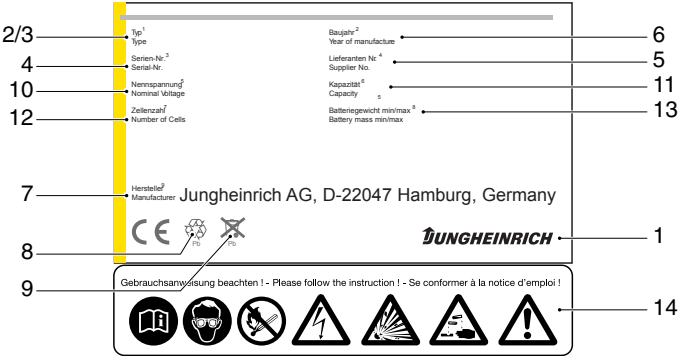 2/3
Typ1
Type
Baujahr2
Year of manufacture
6
4
Serien-Nr.3
Serial-Nr.
Lieferanten Nr. 4
Supplier No.
5
10
Nennspannung5
Nominal Voltage
Kapazität6
Capacity 5
11
12
Zellenzahl7
Number of Cells
Batteriegewicht min/max 8
Battery mass min/max
13
7
Hersteller9
Manufacturer
Jungheinrich AG, D-22047 Hamburg, Germany
CE
Pb
Pb
JUNGHEINRICH
1
8
9
Gebrauchsanweisung beachten ! - Please follow the instruction ! - Se conformer à la notice d'emploi !
14